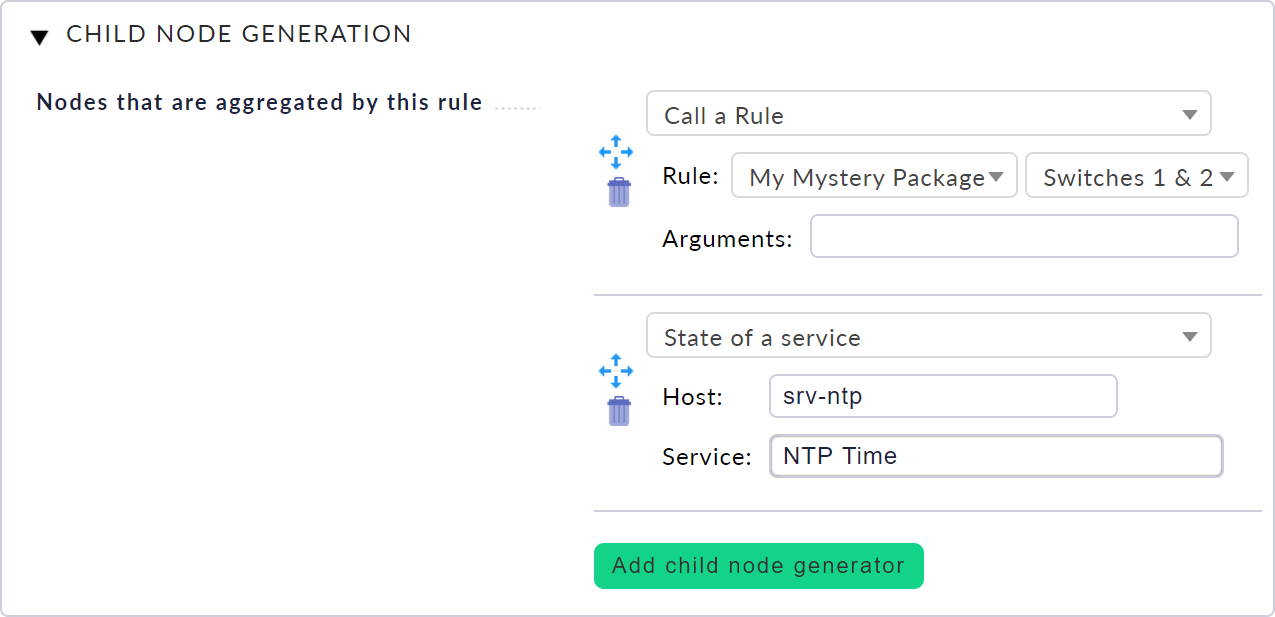 CHILD NODE GENERATION
Nodes that are aggregated by this rule
Call a Rule
Rule: My Mystery Package Switches 1 & 2
Arguments:
State of a service
Host: srv-ntp
Service: NTP Time
Add child node generator